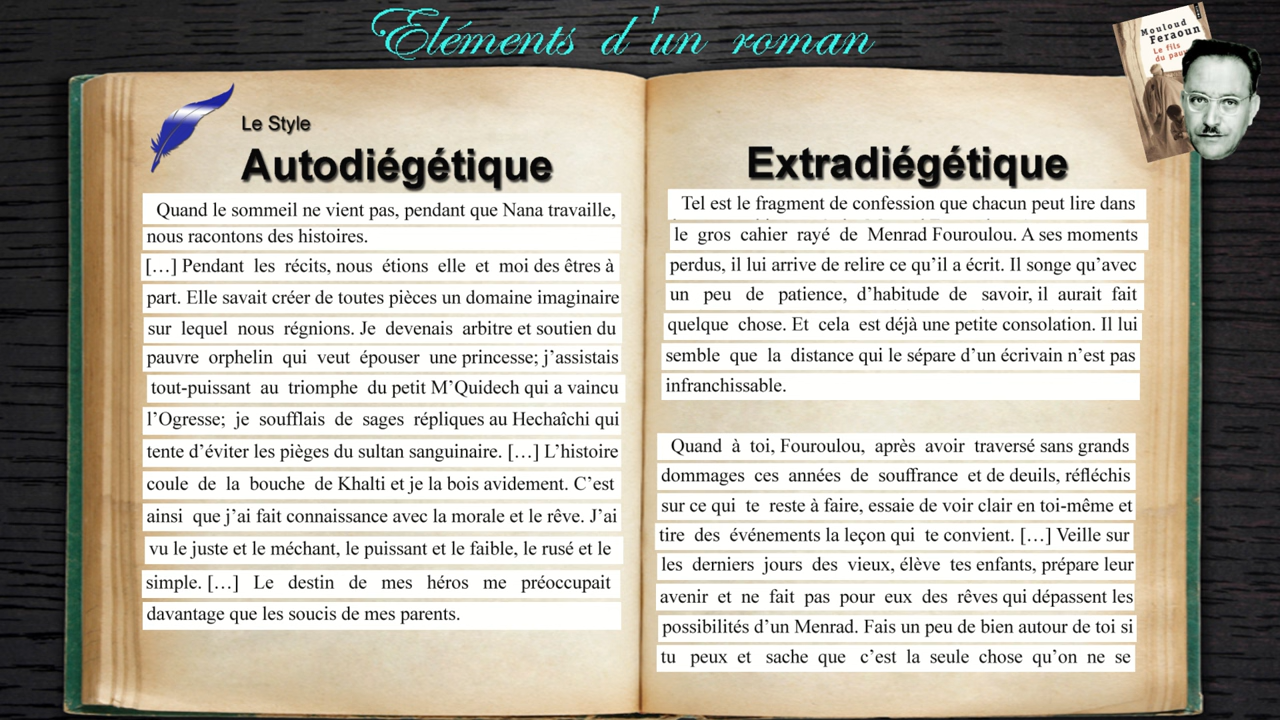 Eléments d'un roman
Mouloud
Feraoun
Le fils
du pauv
Le Style
Autodiégétique
Quand le sommeil ne vient pas, pendant que Nana travaille,
nous racontons des histoires.
[…] Pendant les récits, nous étions elle et moi des êtres à
part. Elle savait créer de toutes pièces un domaine imaginaire
sur lequel nous régnions. Je devenais arbitre et soutien du
pauvre orphelin qui veut épouser une princesse; j'assistais
tout-puissant au triomphe du petit M'Quidech qui a vaincu
l'Ogresse; je soufflais de sages répliques au Hechaîchi qui
tente d'éviter les pièges du sultan sanguinaire. […] L'histoire
coule de la bouche de Khalti et je la bois avidement. C'est
ainsi que j'ai fait connaissance avec la morale et le rêve. J'ai
vu le juste et le méchant, le puissant et le faible, le rusé et le
simple. […] Le destin de mes héros me préoccupait
davantage que les soucis de mes parents.
Extradiégétique
Tel est le fragment de confession que chacun peut lire dans
le gros cahier rayé de Menrad Fouroulou. A ses moments
perdus, il lui arrive de relire ce qu'il a écrit. Il songe qu'avec
un peu de patience, d'habitude de savoir, il aurait fait
quelque chose. Et cela est déjà une petite consolation. Il lui
semble que la distance qui le sépare d'un écrivain n'est pas
infranchissable.
Quand à toi, Fouroulou, après avoir traversé sans grands
dommages ces années de souffrance et de deuils, réfléchis
sur ce qui te reste à faire, essaie de voir clair en toi-même et
tire des événements la leçon qui te convient. […] Veille sur
les derniers jours des vieux, élève tes enfants, prépare leur
avenir et ne fait pas pour eux des rêves qui dépassent les
possibilités d'un Menrad. Fais un peu de bien autour de toi si
tu peux et sache que c'est la seule chose qu'on ne se